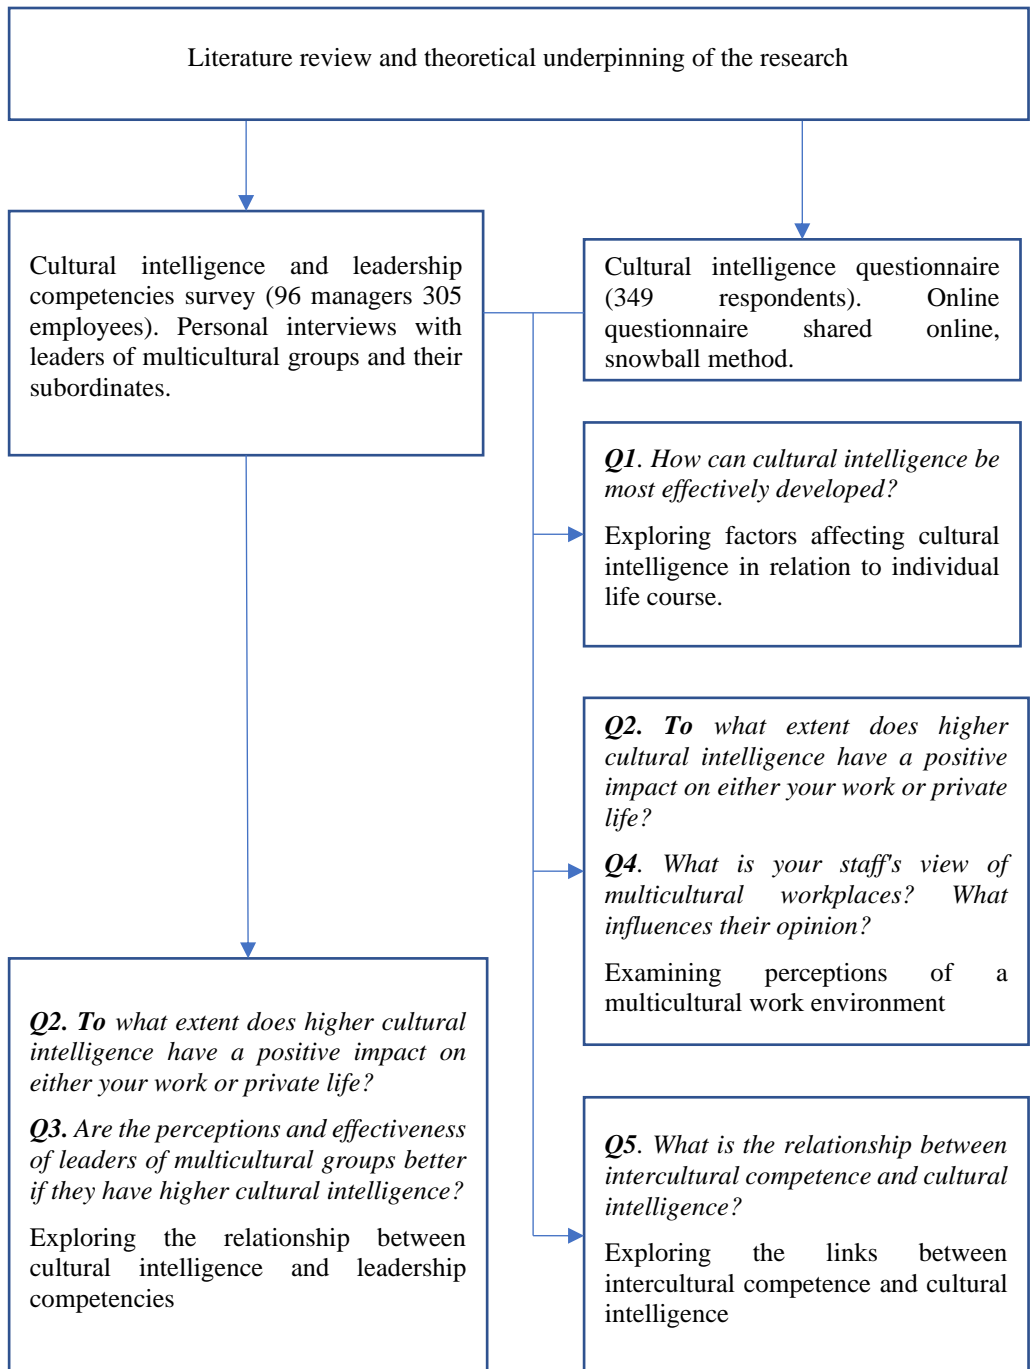 Literature review and theoretical underpinning of the research
Cultural intelligence and leadership
competencies survey (96 managers 305
employees). Personal interviews with
leaders of multicultural groups and their
subordinates.
Cultural intelligence questionnaire
(349 respondents). Online
questionnaire shared online,
snowball method.
Q1. How can cultural intelligence be
most effectively developed?
Exploring factors affecting cultural
intelligence in relation to individual
life course.
Q2. To what extent does higher
cultural intelligence have a positive
impact on either your work or private
life?
Q4. What is your staff's view of
multicultural workplaces? What
influences their opinion?
Examining perceptions of a
multicultural work environment
Q2. To what extent does higher cultural
intelligence have a positive impact on
either your work or private life?
Q3. Are the perceptions and effectiveness
of leaders of multicultural groups better
if they have higher cultural intelligence?
Exploring the relationship between
cultural intelligence and leadership
competencies
Q5. What is the relationship between
intercultural competence and cultural
intelligence?
Exploring the links between
intercultural competence and cultural
intelligence